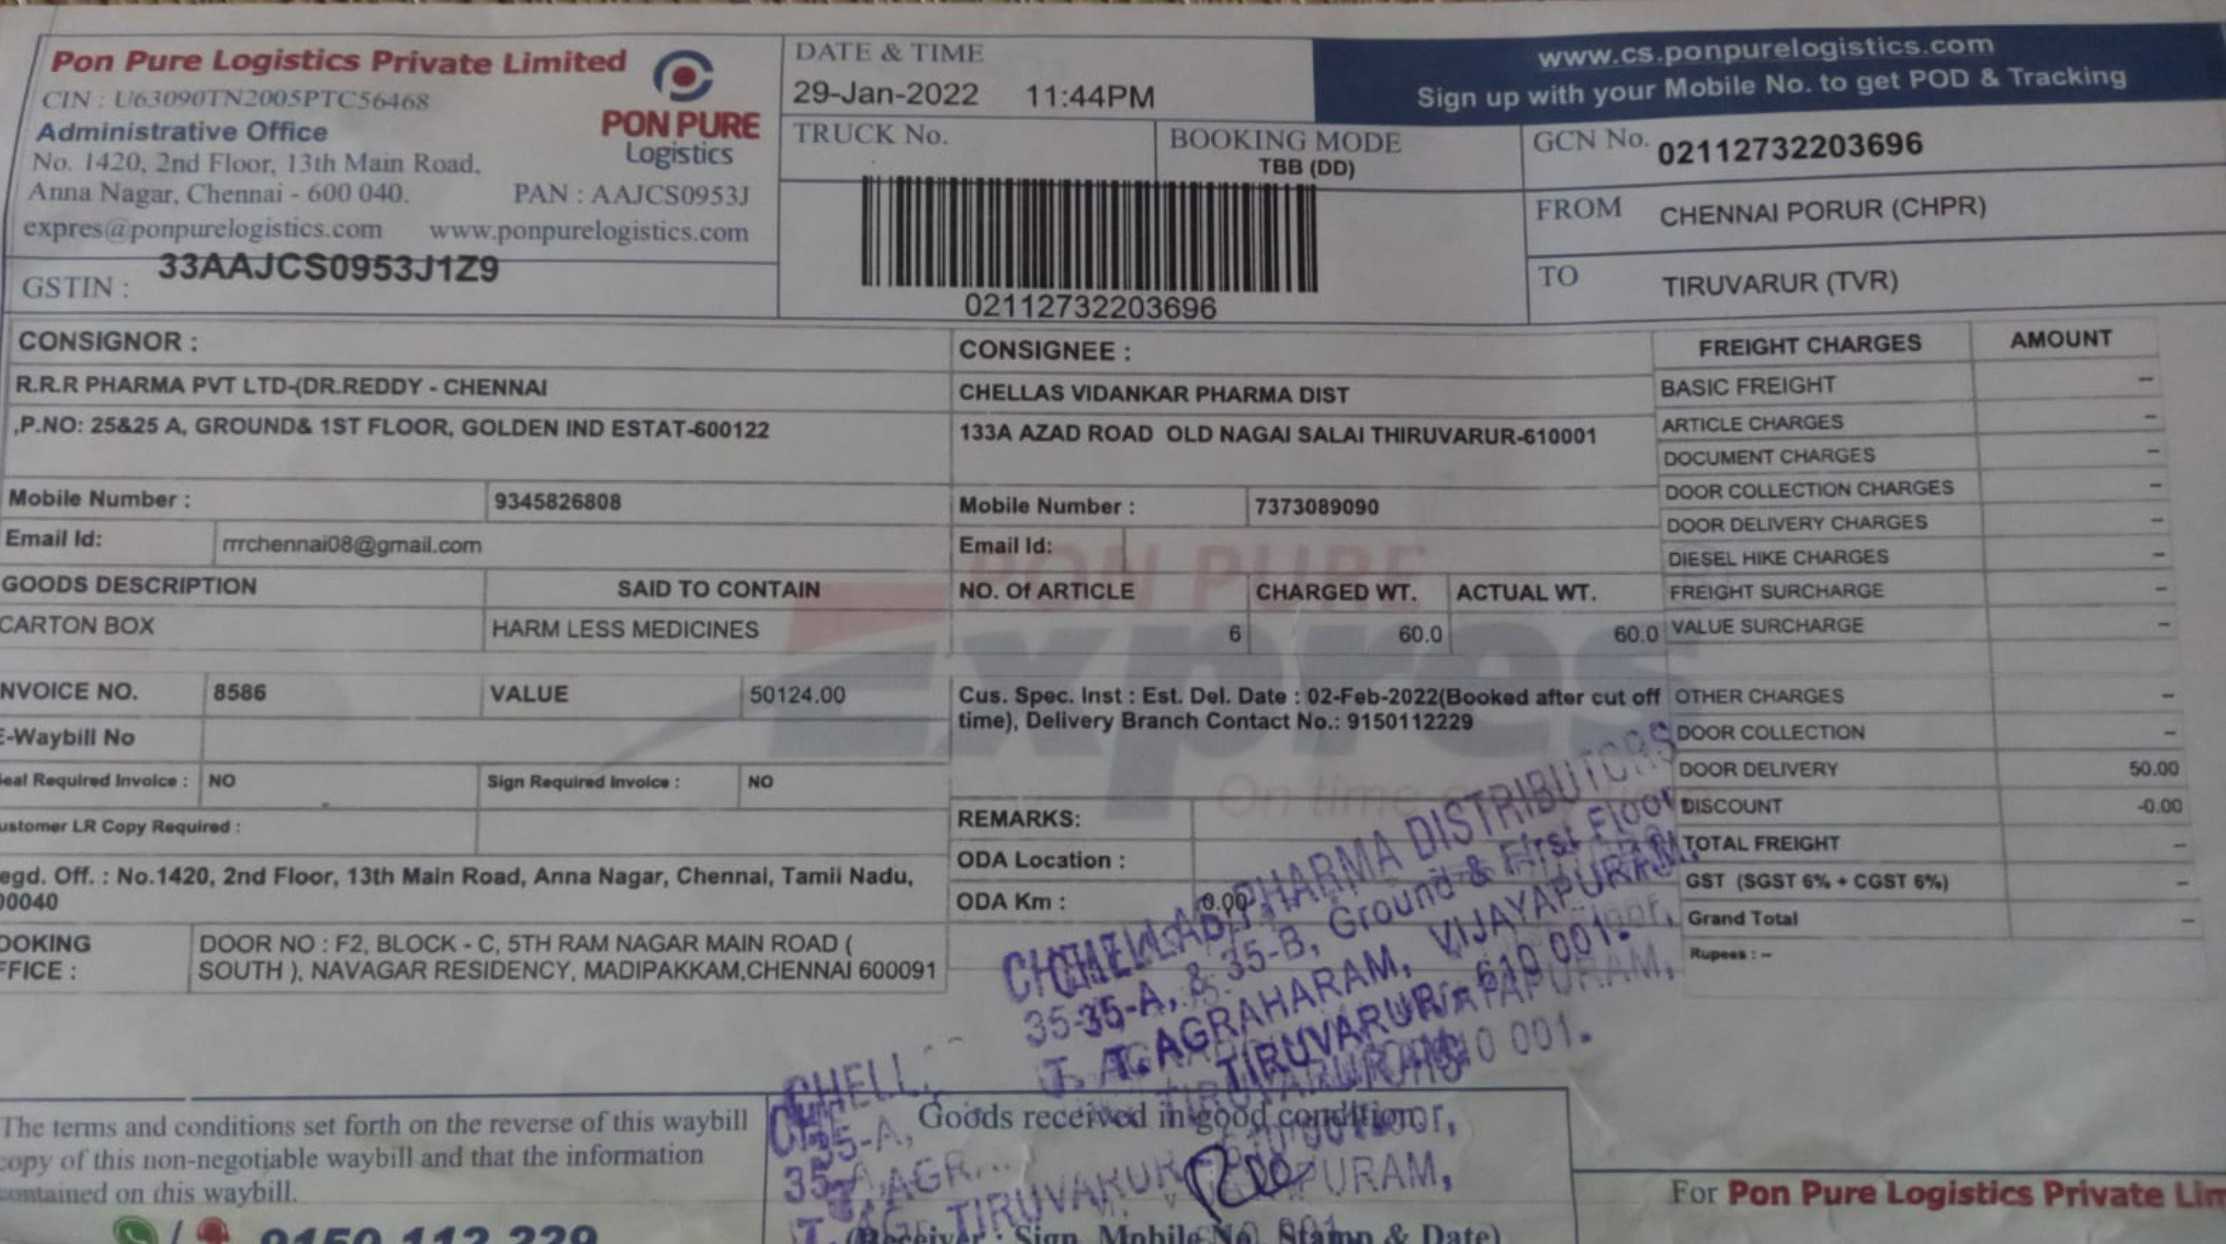 Pon Pure Logistics Private Limited
CIN : U63090TN2005PTC56468
Administrative Office
No. 1420, 2nd Floor, 13th Main Road,
Anna Nagar, Chennai - 600 040. PAN : AAJCS0953J
expres@ponpurelogistics.com www.ponpurelogistics.com
PON PURE
Logistics
GSTIN : 33AAJCS0953J1Z9
DATE & TIME
29-Jan-2022 11:44PM
TRUCK No.
BOOKING MODE
TBB (DD)
02112732203696
www.cs.ponpurelogistics.com
Sign up with your Mobile No. to get POD & Tracking
GCN No. 02112732203696
FROM CHENNAI PORUR (CHPR)
TO TIRUVARUR (TVR)
CONSIGNOR :
R.R.R PHARMA PVT LTD-(DR.REDDY - CHENNAI
,P.NO: 25&25 A, GROUND& 1ST FLOOR, GOLDEN IND ESTAT-600122
Mobile Number : 9345826808
Email Id: rrrchennai08@gmail.com
CONSIGNEE :
CHELLAS VIDANKAR PHARMA DIST
133A AZAD ROAD OLD NAGAI SALAI THIRUVARUR-610001
Mobile Number : 7373089090
Email Id:
GOODS DESCRIPTION SAID TO CONTAIN NO. Of ARTICLE CHARGED WT. ACTUAL WT.
CARTON BOX HARM LESS MEDICINES 6 60.0 60.0
NVOICE NO. 8586 VALUE 50124.00
E-Waybill No
eal Required Invoice : NO Sign Required Invoice : NO
ustomer LR Copy Required :
egd. Off. : No.1420, 2nd Floor, 13th Main Road, Anna Nagar, Chennai, Tamil Nadu,
00040
OOKING
FFICE :
DOOR NO : F2, BLOCK - C, 5TH RAM NAGAR MAIN ROAD (
SOUTH ), NAVAGAR RESIDENCY, MADIPAKKAM,CHENNAI 600091
Cus. Spec. Inst : Est. Del. Date : 02-Feb-2022(Booked after cut off
time), Delivery Branch Contact No.: 9150112229
REMARKS:
ODA Location :
ODA Km : 0.00
PON PURE
Expres
On time
FREIGHT CHARGES AMOUNT
BASIC FREIGHT --
ARTICLE CHARGES --
DOCUMENT CHARGES --
DOOR COLLECTION CHARGES --
DOOR DELIVERY CHARGES --
DIESEL HIKE CHARGES --
FREIGHT SURCHARGE --
VALUE SURCHARGE --
OTHER CHARGES --
DOOR COLLECTION --
DOOR DELIVERY 50.00
DISCOUNT -0.00
TOTAL FREIGHT --
GST (SGST 6% + CGST 6%) --
Grand Total --
Rupees : --
PHARMA DISTRIBUTORS
35-A, & 35-B, Ground & First Floor
T. AGRAHARAM, VIJAYAPURAM,
TIRUVARUR - 610 001.
The terms and conditions set forth on the reverse of this waybill
copy of this non-negotiable waybill and that the information
contained on this waybill.
9150 112 229
Goods received in good condition
(Receiver : Sign, Mobile No, Stamp & Date)
For Pon Pure Logistics Private Lim